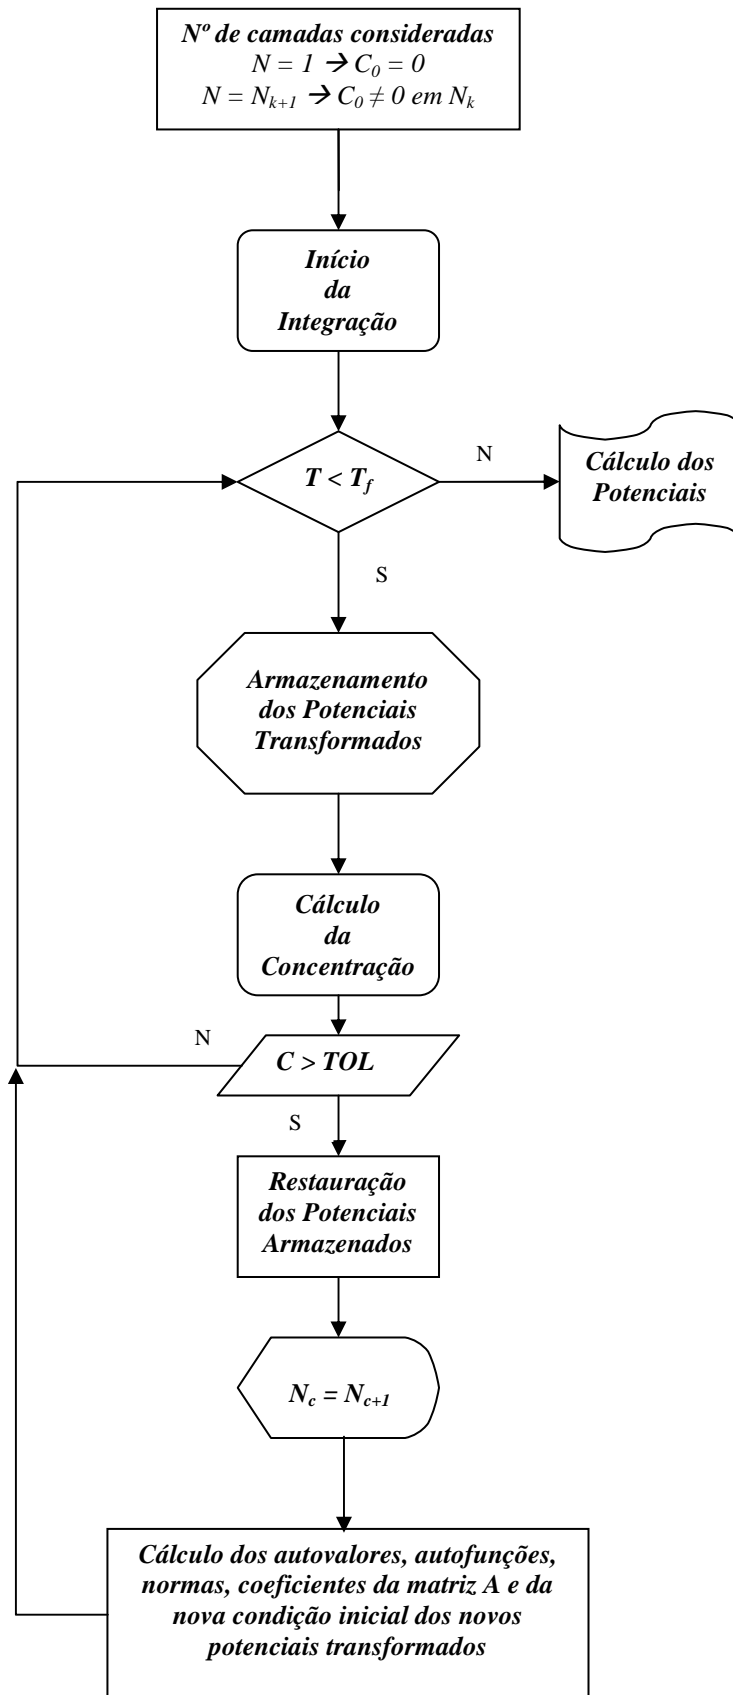 Nº de camadas consideradas
N = 1 → C₀ = 0
N = Nₖ₊₁ → C₀ ≠ 0 em Nₖ
Início
da
Integração
T < T_f
N
Cálculo dos
Potenciais
S
Armazenamento
dos Potenciais
Transformados
Cálculo
da
Concentração
N
C > TOL
S
Restauração
dos Potenciais
Armazenados
N_c = N_{c+1}
Cálculo dos autovalores, autofunções,
normas, coeficientes da matriz A e da
nova condição inicial dos novos
potenciais transformados